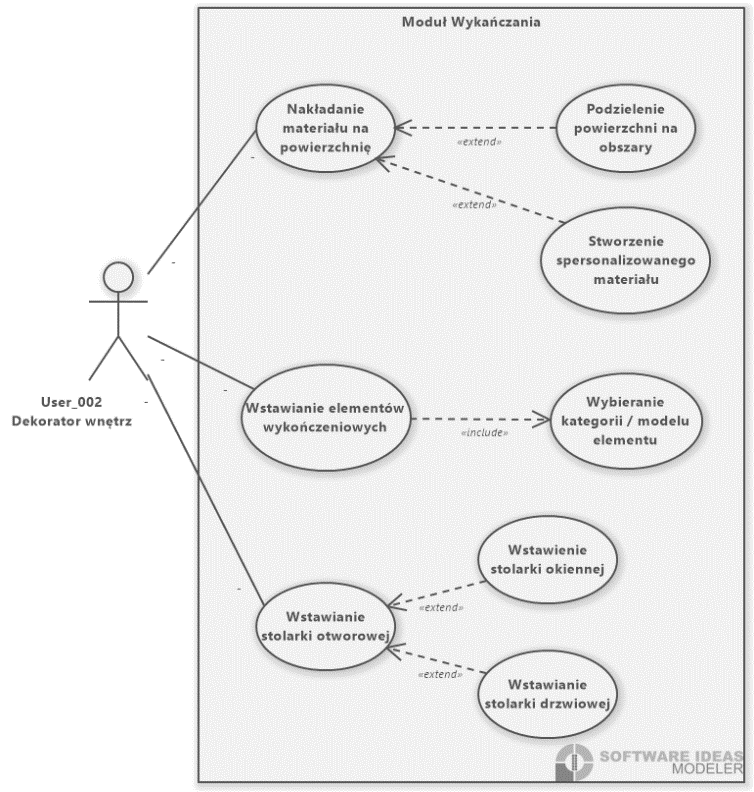 Moduł Wykańczania
Nakładanie
materiału na
powierzchnię
Podzielenie
powierzchni na
obszary
«extend»
«extend»
Stworzenie
spersonalizowanego
materiału
User_002
Dekorator wnętrz
Wstawianie elementów
wykończeniowych
«include»
Wybieranie
kategorii / modelu
elementu
Wstawienie
stolarki okiennej
«extend»
Wstawianie
stolarki otworowej
«extend»
Wstawianie
stolarki drzwiowej
SOFTWARE IDEAS
MODELER